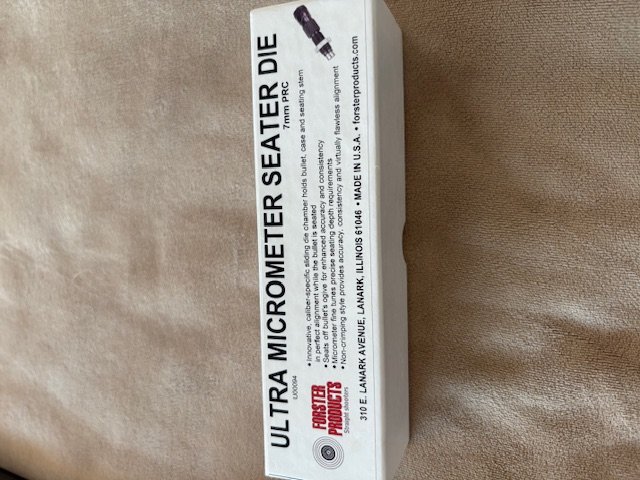 ULTRA MICROMETER SEATER DIE
U00094
7mm PRC
• Innovative, caliber-specific sliding die chamber holds bullet, case and seating stem
in perfect alignment while the bullet is seated
• Seats off bullet's ogive for enhanced accuracy and consistency
• Micrometer fine tunes precise seating depth requirements
• Non-crimping style provides accuracy, consistency and virtually flawless alignment
FORSTER
PRODUCTS
Straight shooters
310 E. LANARK AVENUE, LANARK, ILLINOIS 61046 • MADE IN U.S.A. • forsterproducts.com